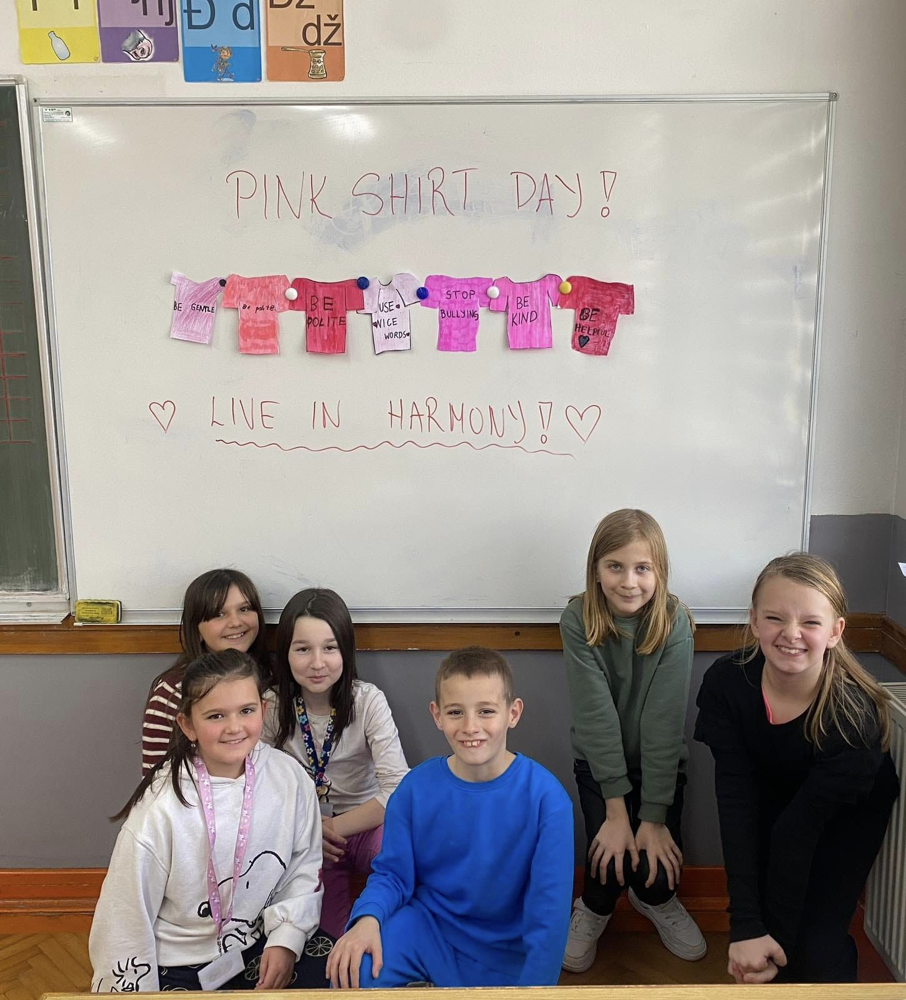 Đ d
dž
TIP
PINK SHIRT DAY!
BE GENTLE
Be polite
BE
POLITE
USE
NICE
WORDS
STOP
BULLYING
BE
KIND
BE
HELPFUL
LIVE IN HARMONY!